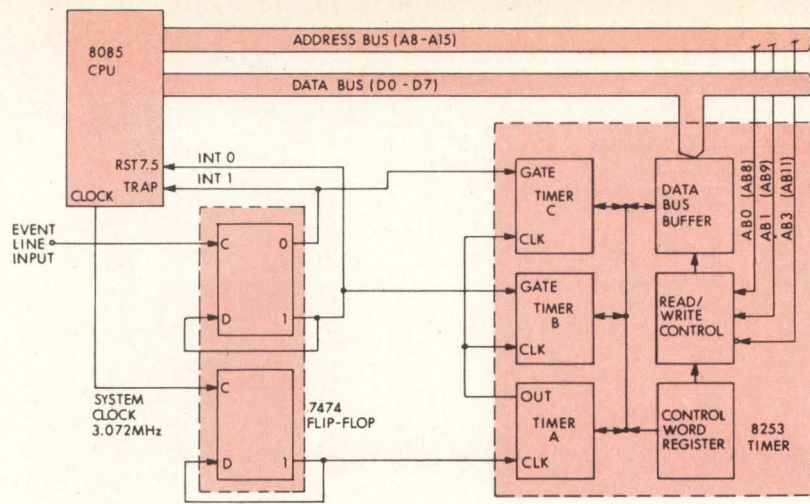 8085
CPU
ADDRESS BUS (A8-A15)
DATA BUS (D0 - D7)
RST7.5
INT 0
TRAP
INT 1
CLOCK
EVENT
LINE
INPUT
C
0
D
1
SYSTEM
CLOCK
3.072MHz
C
D
1
7474
FLIP-FLOP
GATE
TIMER
C
CLK
GATE
TIMER
B
CLK
OUT
TIMER
A
CLK
DATA
BUS
BUFFER
READ/
WRITE
CONTROL
CONTROL
WORD
REGISTER
AB0 (AB8)
AB1 (AB9)
AB3 (AB11)
8253
TIMER